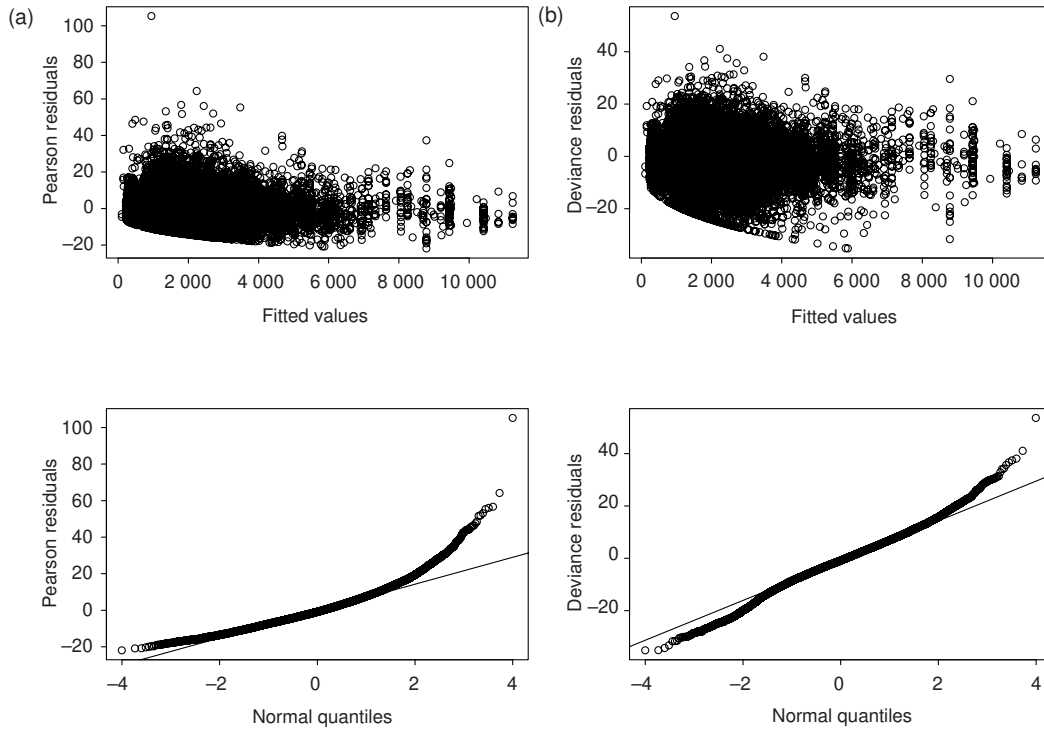 (a)
Pearson residuals
100
80
60
40
20
0
−20
0 2 000 4 000 6 000 8 000 10 000
Fitted values
(b)
Deviance residuals
40
20
0
−20
0 2 000 4 000 6 000 8 000 10 000
Fitted values
Pearson residuals
100
80
60
40
20
0
−20
−4 −2 0 2 4
Normal quantiles
Deviance residuals
40
20
0
−20
−4 −2 0 2 4
Normal quantiles